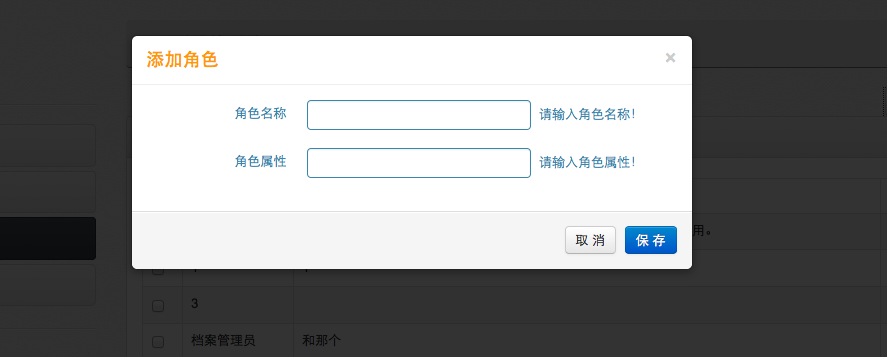 添加角色 ×
角色名称 请输入角色名称!
角色属性 请输入角色属性!
用。
取 消 保 存
3
档案管理员 和那个